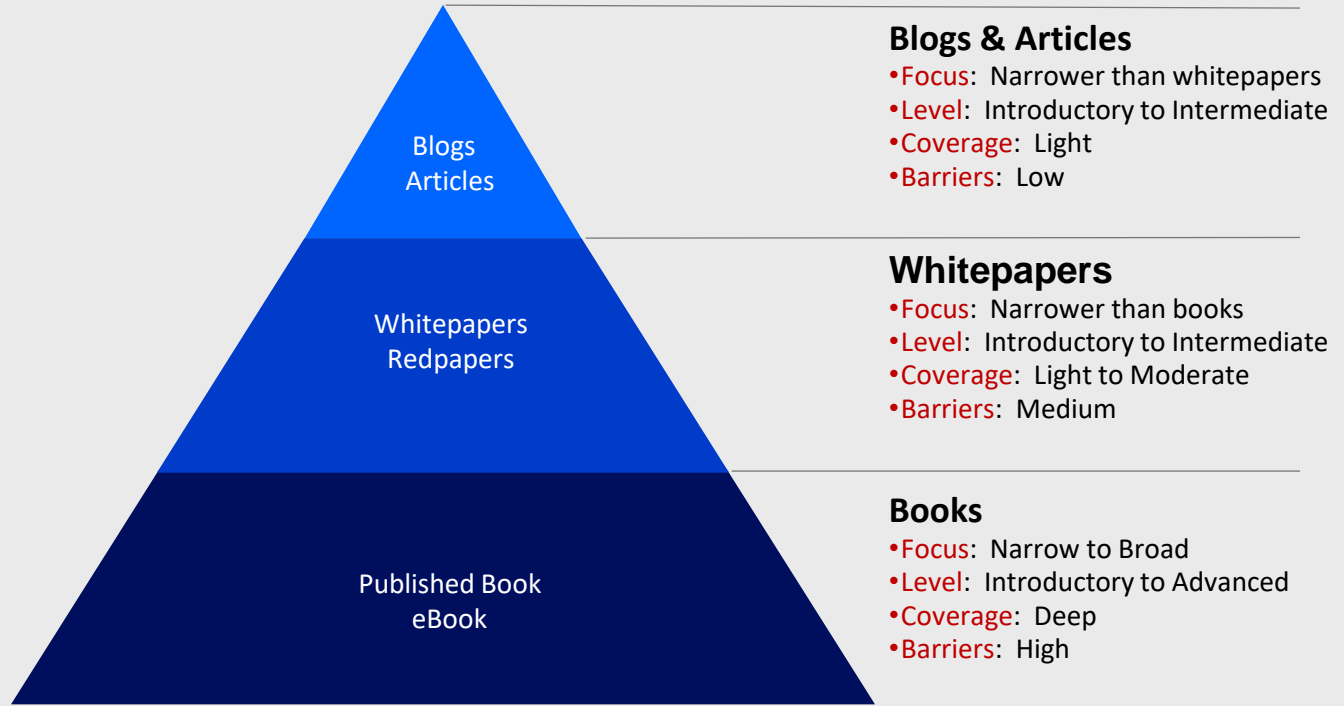 Blogs
Articles
Blogs & Articles
•Focus: Narrower than whitepapers
•Level: Introductory to Intermediate
•Coverage: Light
•Barriers: Low
Whitepapers
Redpapers
Whitepapers
•Focus: Narrower than books
•Level: Introductory to Intermediate
•Coverage: Light to Moderate
•Barriers: Medium
Published Book
eBook
Books
•Focus: Narrow to Broad
•Level: Introductory to Advanced
•Coverage: Deep
•Barriers: High